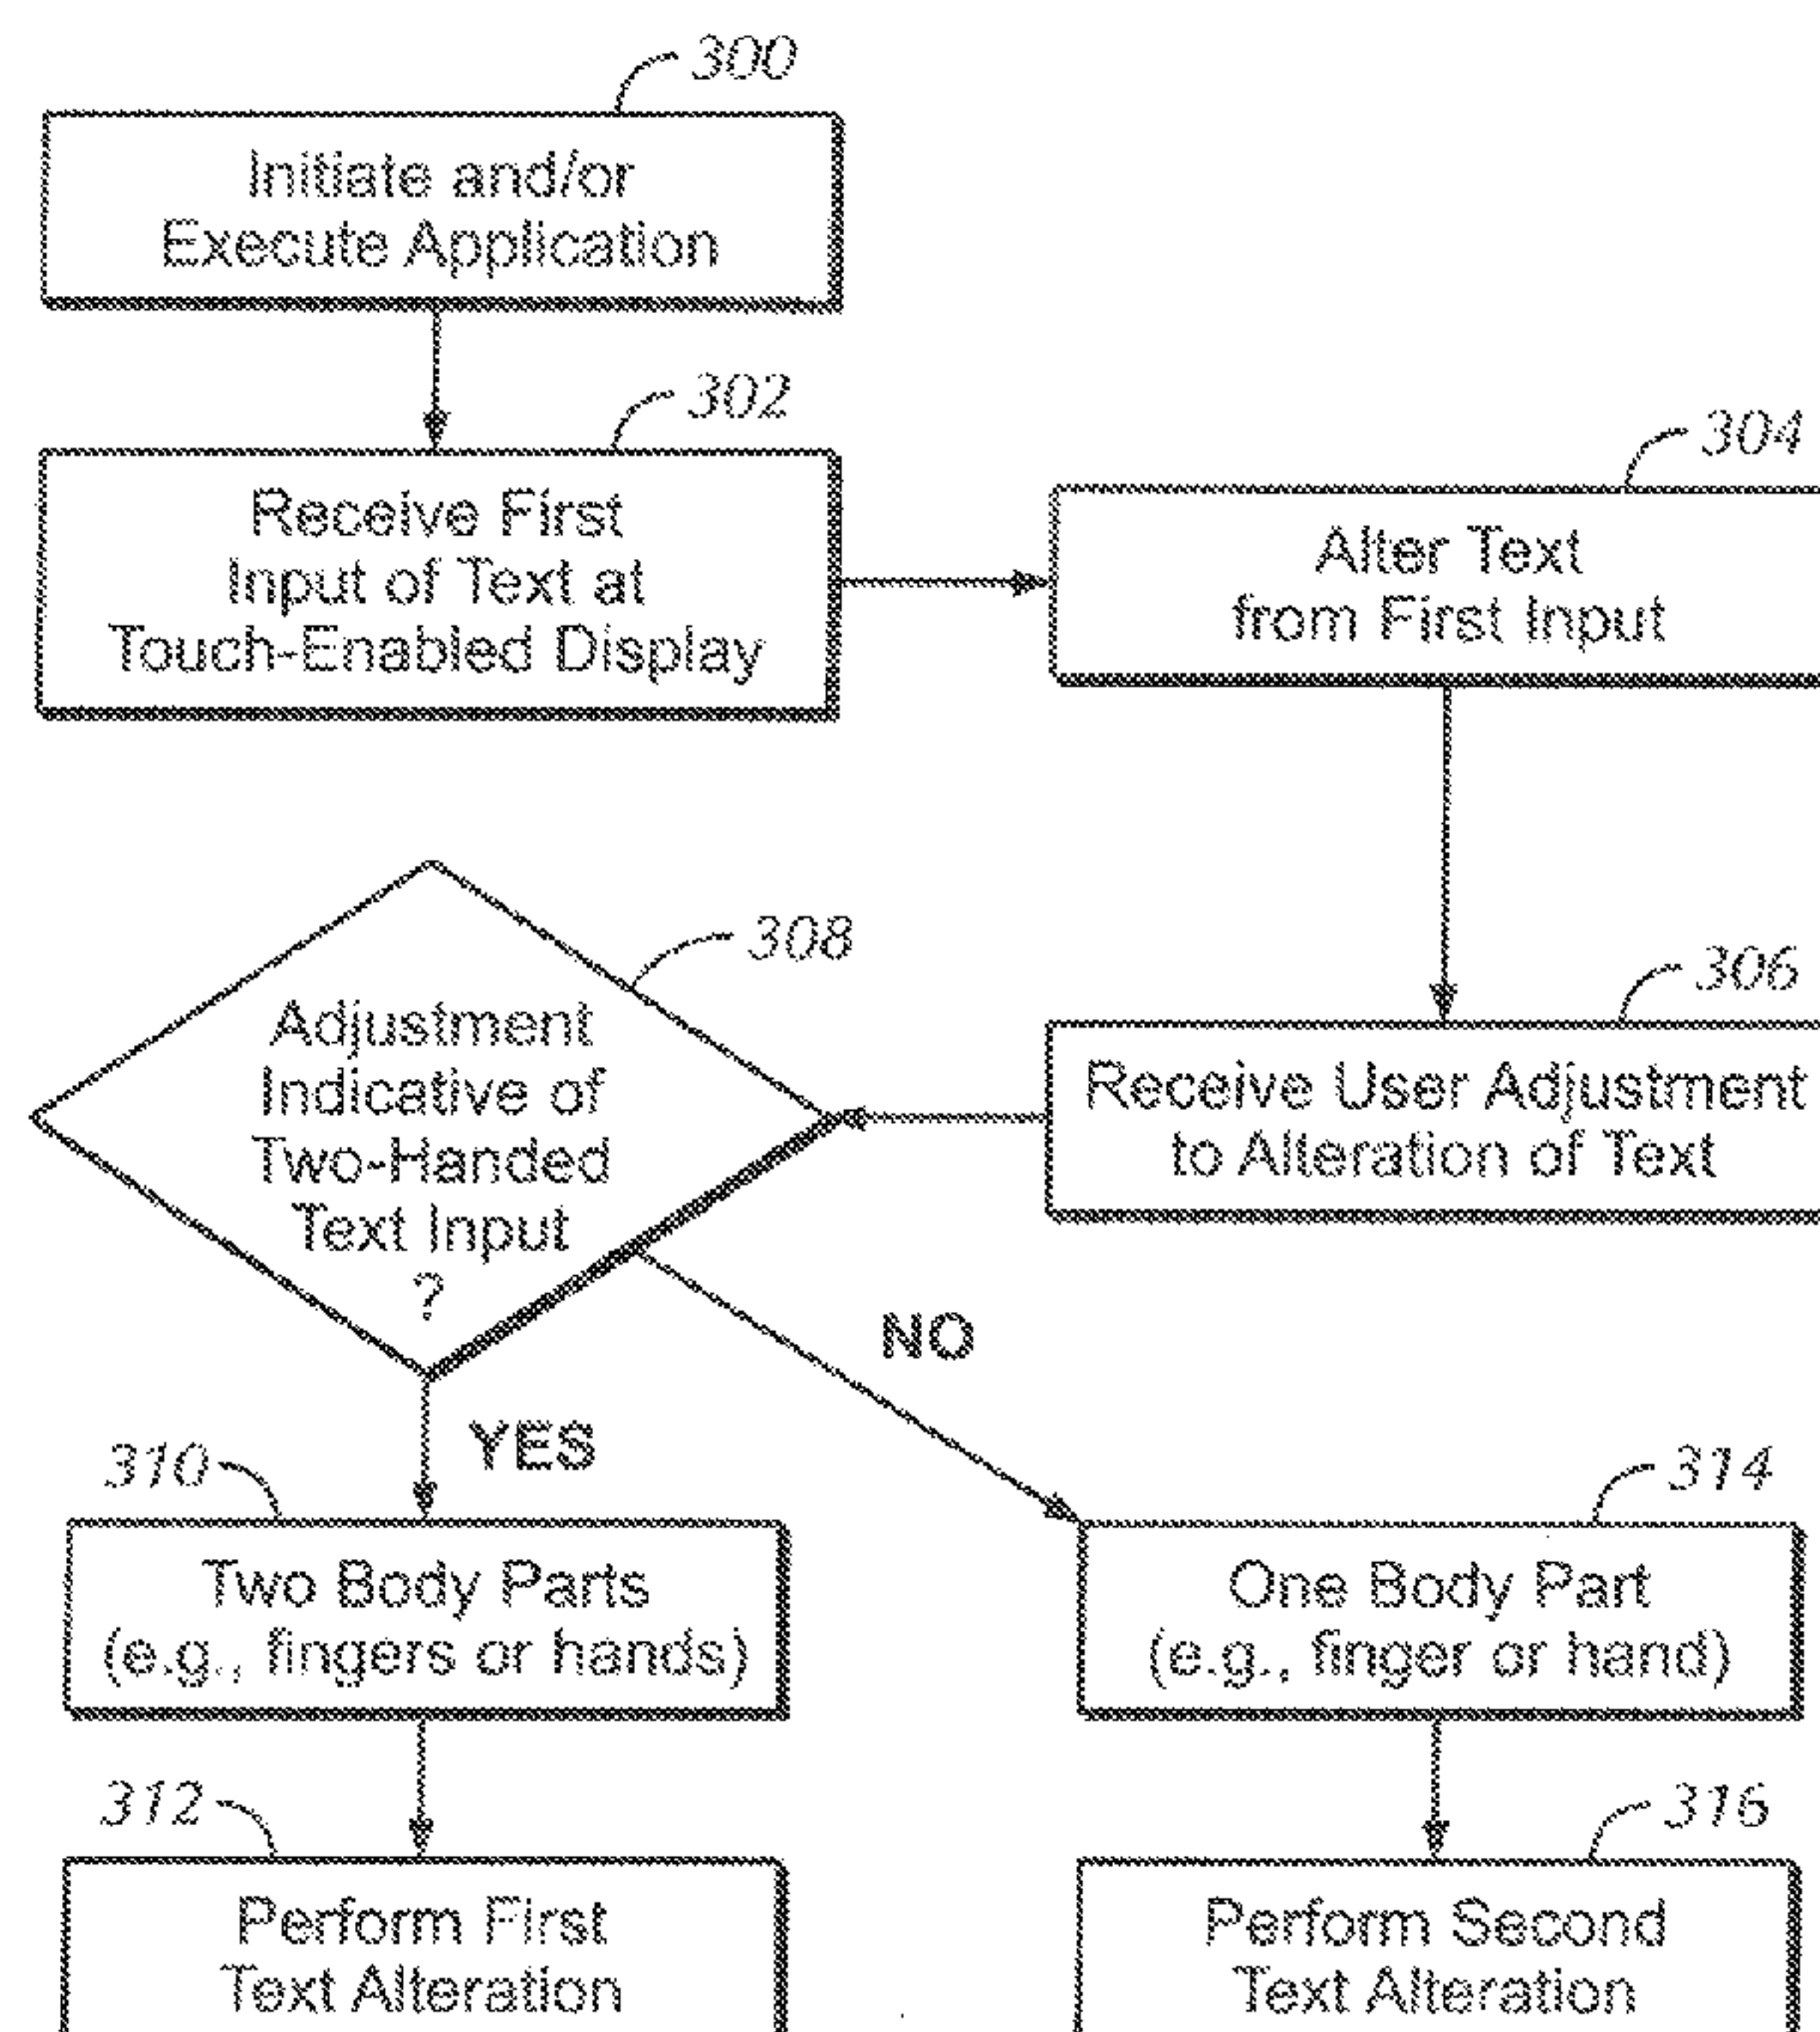 300
Initiate and/or
Execute Application
302
Receive First
Input of Text at
Touch-Enabled Display
304
Alter Text
from First Input
306
Receive User Adjustment
to Alteration of Text
308
Adjustment
Indicative of
Two-Handed
Text Input
?
NO
YES
310
Two Body Parts
(e.g., fingers or hands)
314
One Body Part
(e.g., finger or hand)
312
Perform First
Text Alteration
316
Perform Second
Text Alteration